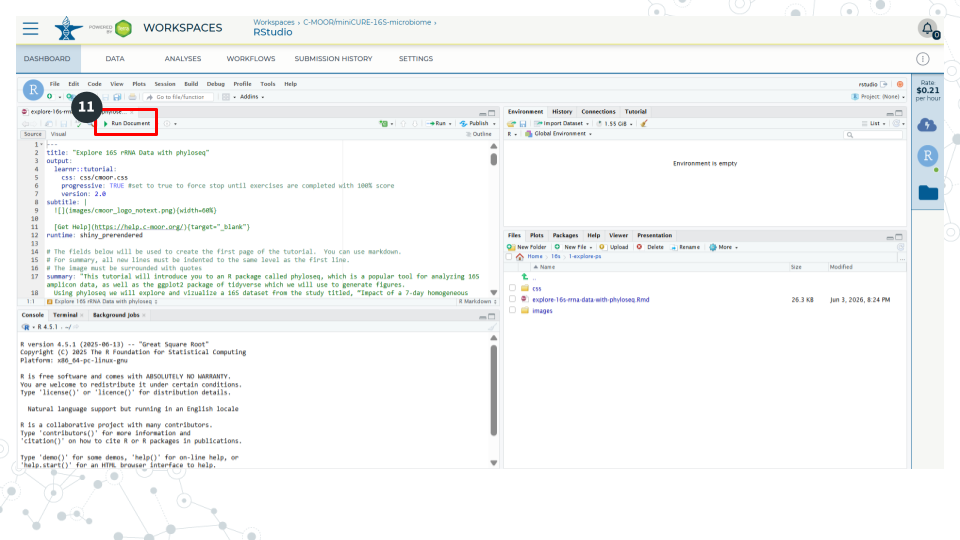 POWERED BY
WORKSPACES
Workspaces › C-MOOR/miniCURE-16S-microbiome ›
RStudio
0
DASHBOARD
DATA
ANALYSES
WORKFLOWS
SUBMISSION HISTORY
SETTINGS
Rate
$0.21
per hour
R
File Edit Code View Plots Session Build Debug Profile Tools Help
rstudio
Go to file/function
Addins
Project: (None)
11
explore-16s-rrn
Run Document
Run
Publish
Source Visual
Outline
1 ---
2 title: "Explore 16S rRNA Data with phyloseq"
3 output:
4 learnr::tutorial:
5 css: css/cmoor.css
6 progressive: TRUE #set to true to force stop until exercises are completed with 100% score
7 version: 2.0
8 subtitle: |
9 ![](images/cmoor_logo_notext.png){width=60%}
10
11 [Get Help](https://help.c-moor.org/){target="_blank"}
12 runtime: shiny_prerendered
13
14 # The fields below will be used to create the first page of the tutorial.  You can use markdown.
15 # For summary, all new lines must be indented to the same level as the first line.
16 # The image must be surrounded with quotes
17 summary: "This tutorial will introduce you to an R package called phyloseq, which is a popular tool for analyzing 16S
amplicon data, as well as the ggplot2 package of tidyverse which we will use to generate figures.
18 Using phyloseq we will explore and vizualize a 16S dataset from the study titled, "Impact of a 7-day homogeneous
1:1 Explore 16S rRNA Data with phyloseq
R Markdown
Console Terminal Background Jobs
R 4.5.1 · ~/
R version 4.5.1 (2025-06-13) -- "Great Square Root"
Copyright (C) 2025 The R Foundation for Statistical Computing
Platform: x86_64-pc-linux-gnu
R is free software and comes with ABSOLUTELY NO WARRANTY.
You are welcome to redistribute it under certain conditions.
Type 'license()' or 'licence()' for distribution details.
Natural language support but running in an English locale
R is a collaborative project with many contributors.
Type 'contributors()' for more information and
'citation()' on how to cite R or R packages in publications.
Type 'demo()' for some demos, 'help()' for on-line help, or
'help.start()' for an HTML browser interface to help.
Environment History Connections Tutorial
Import Dataset
1.55 GiB
List
R
Global Environment
Environment is empty
Files Plots Packages Help Viewer Presentation
New Folder New File Upload Delete Rename More
Home 16s 1-explore-ps
Name
Size
Modified
..
css
explore-16s-rrna-data-with-phyloseq.Rmd
26.3 KB
Jun 3, 2026, 8:24 PM
images
R